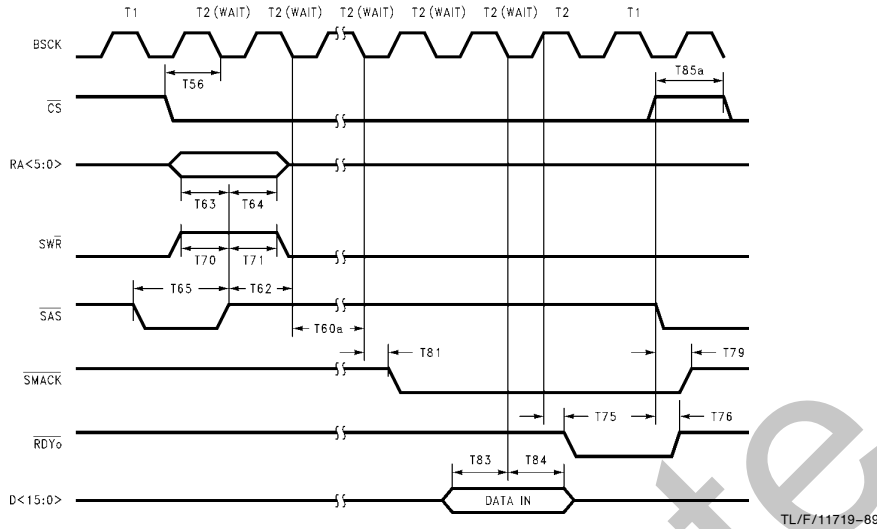 T1 T2 (WAIT) T2 (WAIT) T2 (WAIT) T2 (WAIT) T2 (WAIT) T2 T1
BSCK
T56
T85a
CS
RA<5:0>
T63 T64
SWR
T70 T71
T65 T62
SAS
T60a
T81 T79
SMACK
T75 T76
RDYo
T83 T84
D<15:0>
DATA IN
TL/F/11719-89